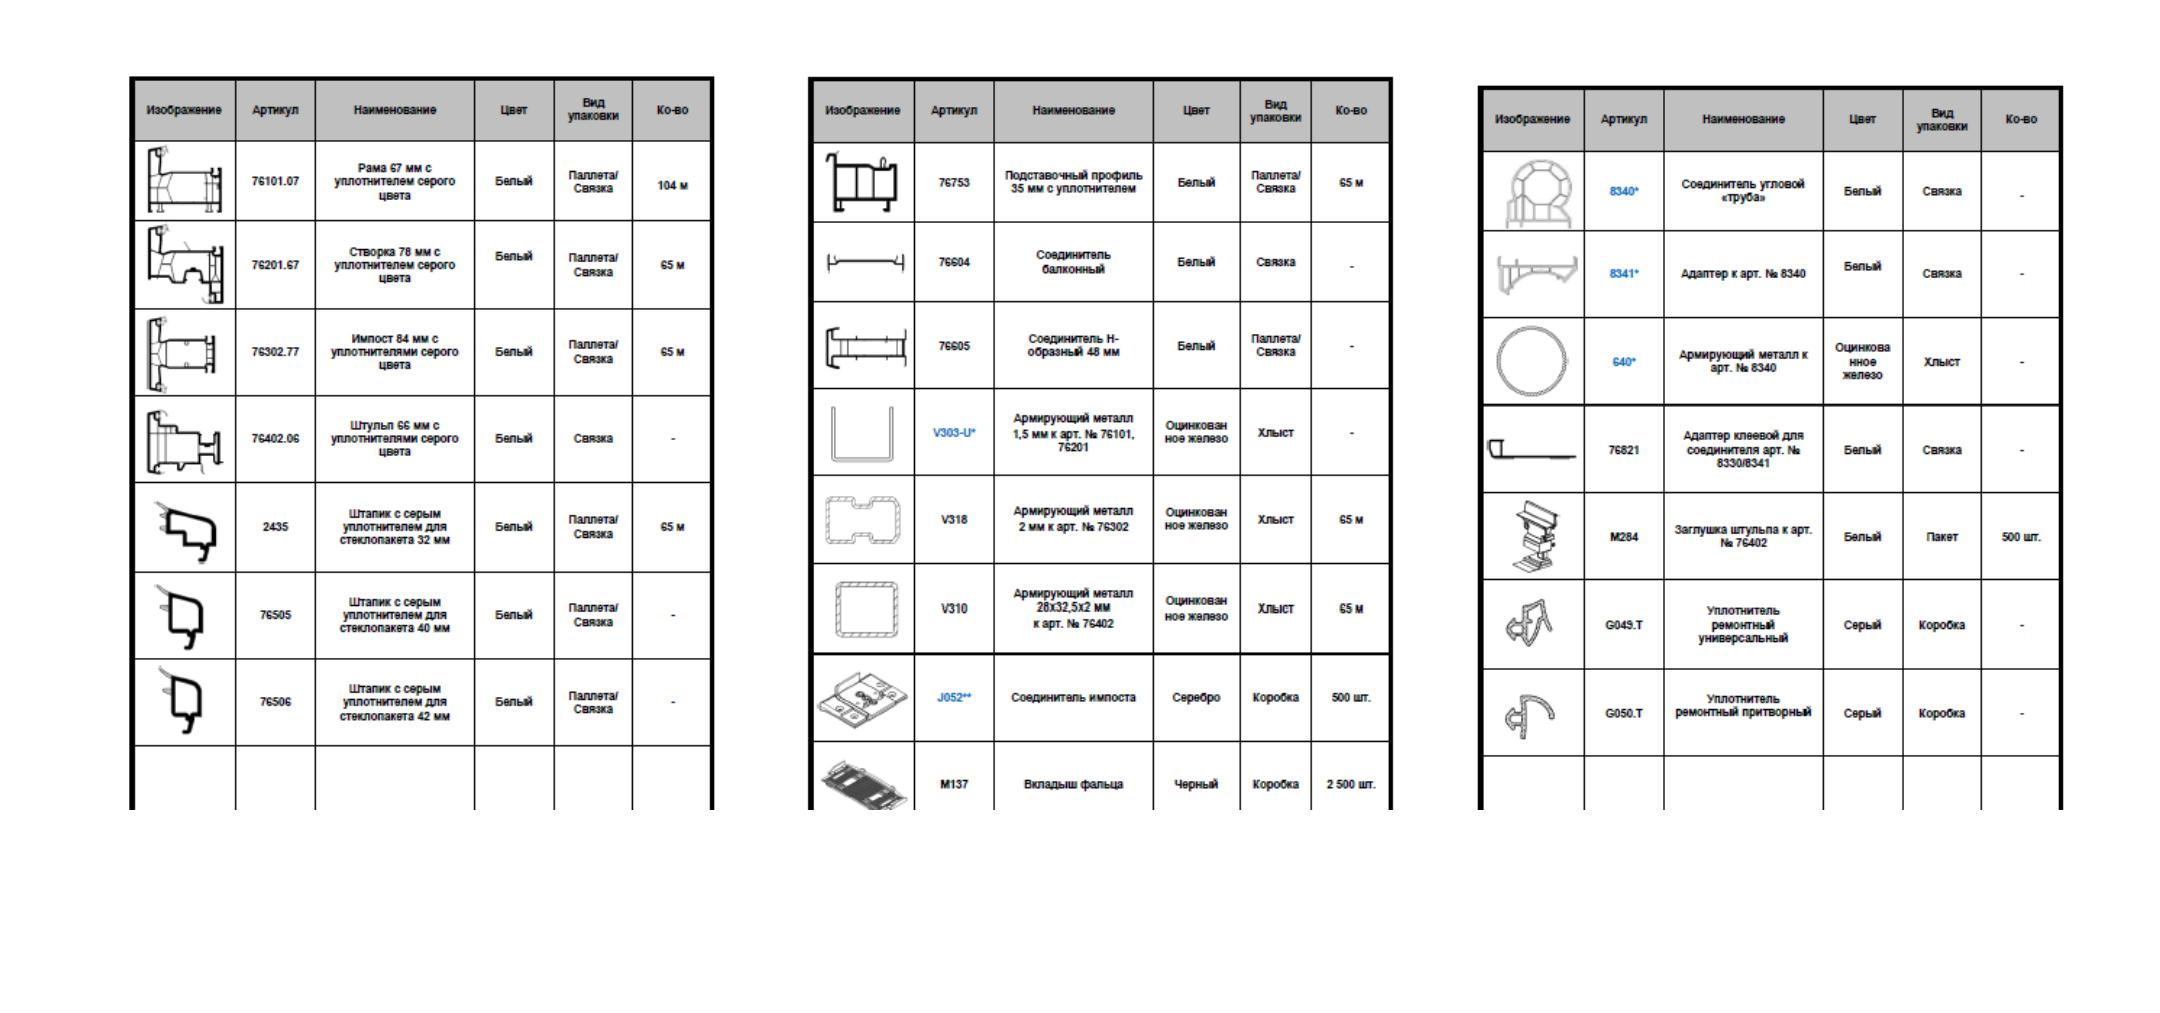 Изображение Артикул Наименование Цвет Вид упаковки Ко-во
76101.07 Рама 67 мм с уплотнителем серого цвета Белый Паллета/Связка 104 м
76201.67 Створка 78 мм с уплотнителем серого цвета Белый Паллета/Связка 65 м
76302.77 Импост 84 мм с уплотнителями серого цвета Белый Паллета/Связка 65 м
76402.06 Штульп 66 мм с уплотнителями серого цвета Белый Связка -
2435 Штапик с серым уплотнителем для стеклопакета 32 мм Белый Паллета/Связка 65 м
76505 Штапик с серым уплотнителем для стеклопакета 40 мм Белый Паллета/Связка -
76506 Штапик с серым уплотнителем для стеклопакета 42 мм Белый Паллета/Связка -
Изображение Артикул Наименование Цвет Вид упаковки Ко-во
76753 Подставочный профиль 35 мм с уплотнителем Белый Паллета/Связка 65 м
76604 Соединитель балконный Белый Связка -
76605 Соединитель Н-образный 48 мм Белый Паллета/Связка -
V303-U* Армирующий металл 1,5 мм к арт. № 76101, 76201 Оцинкованное железо Хлыст -
V318 Армирующий металл 2 мм к арт. № 76302 Оцинкованное железо Хлыст 65 м
V310 Армирующий металл 28х32,5х2 мм к арт. № 76402 Оцинкованное железо Хлыст 65 м
J052** Соединитель импоста Серебро Коробка 500 шт.
M137 Вкладыш фальца Черный Коробка 2 500 шт.
Изображение Артикул Наименование Цвет Вид упаковки Ко-во
8340* Соединитель угловой «труба» Белый Связка -
8341* Адаптер к арт. № 8340 Белый Связка -
640* Армирующий металл к арт. № 8340 Оцинкованное железо Хлыст -
76821 Адаптер клеевой для соединителя арт. № 8330/8341 Белый Связка -
M284 Заглушка штульпа к арт. № 76402 Белый Пакет 500 шт.
G049.T Уплотнитель ремонтный универсальный Серый Коробка -
G050.T Уплотнитель ремонтный притворный Серый Коробка -